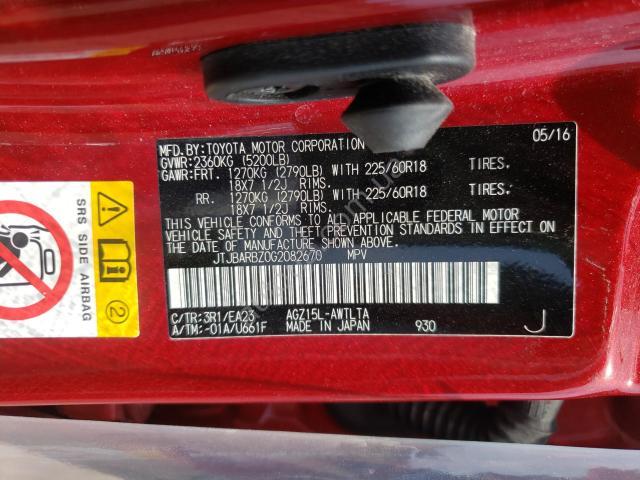 MFD.BY:TOYOTA MOTOR CORPORATION 05/16
GVWR:2360KG (5200LB)
GAWR:FRT. 1270KG (2790LB) WITH 225/60R18 TIRES.
18X7 1/2J RIMS.
RR. 1270KG (2790LB) WITH 225/60R18 TIRES.
18X7 1/2J RIMS.
THIS VEHICLE CONFORMS TO ALL APPLICABLE FEDERAL MOTOR
VEHICLE SAFETY AND THEFT PREVENTION STANDARDS IN EFFECT ON
THE DATE OF MANUFACTURE SHOWN ABOVE.
JTJBARBZ0G2082670 MPV
C/TR:3R1/EA23 AGZ15L-AWTLTA
A/TM:-01A/U661F MADE IN JAPAN 930 J
SRS SIDE AIRBAG
2